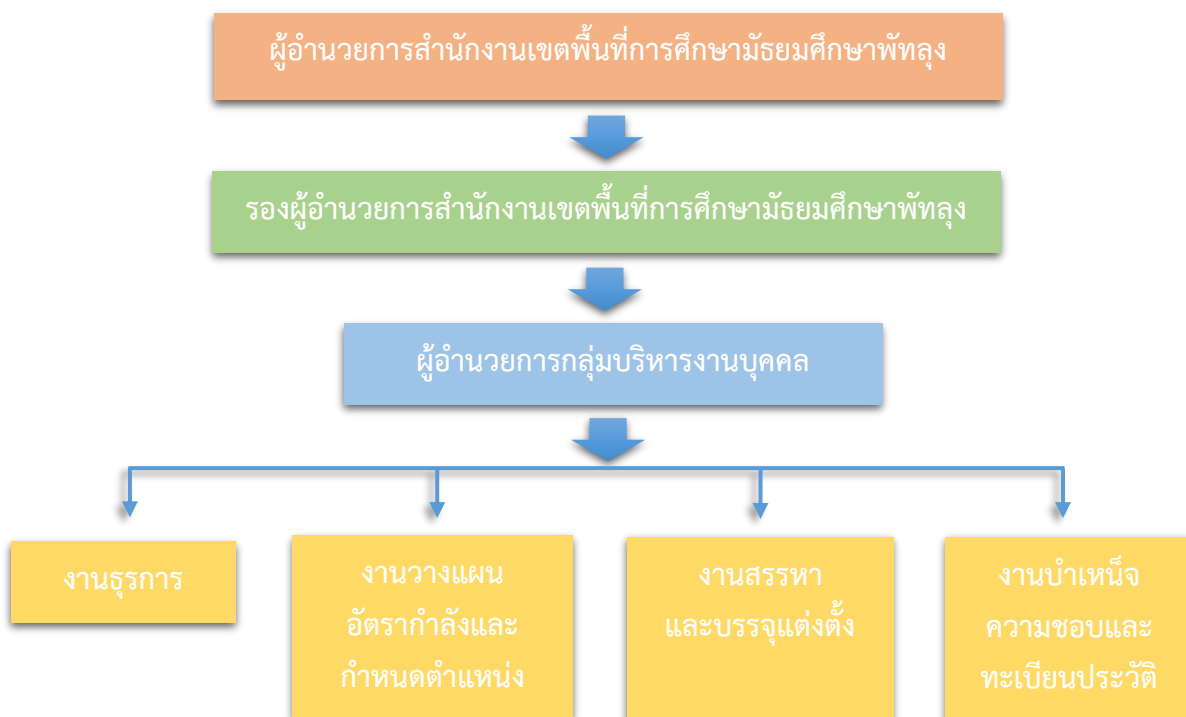 ผู้อำนวยการสำนักงานเขตพื้นที่การศึกษามัธยมศึกษาพัทลุง
รองผู้อำนวยการสำนักงานเขตพื้นที่การศึกษามัธยมศึกษาพัทลุง
ผู้อำนวยการกลุ่มบริหารงานบุคคล
งานธุรการ
งานวางแผน
อัตรากำลังและ
กำหนดตำแหน่ง
งานสรรหา
และบรรจุแต่งตั้ง
งานบำเหน็จ
ความชอบและ
ทะเบียนประวัติ